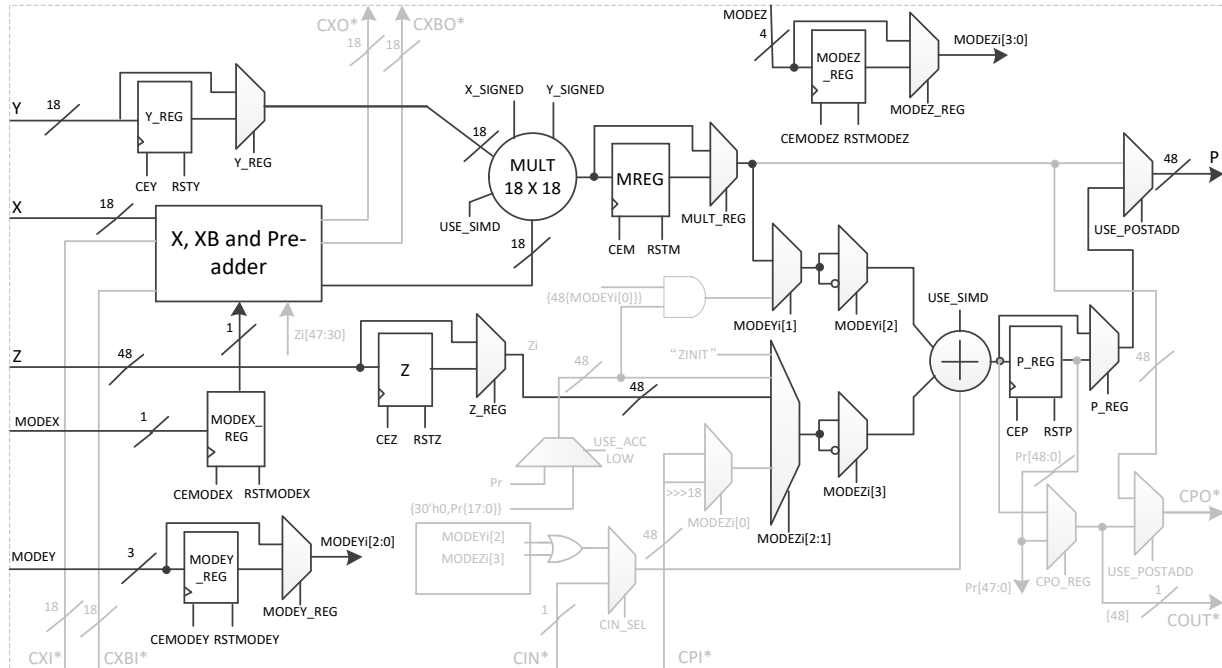 CXO*
CXBO*
18
18
MODEZ
4
MODEZ
_REG
MODEZi[3:0]
MODEZ_REG
CEMODEZ RSTMODEZ
Y
18
Y_REG
CEY
RSTY
Y_REG
X_SIGNED
Y_SIGNED
18
MULT
18 X 18
USE_SIMD
18
MREG
CEM
RSTM
MULT_REG
P
48
USE_POSTADD
X
18
X, XB and Pre-
adder
1
Zi[47:30]
{48{MODEYi[0]}}
MODEYi[1]
MODEYi[2]
USE_SIMD
Z
48
Z
CEZ
RSTZ
Z_REG
Zi
48
48
"ZINIT"
P_REG
CEP
RSTP
P_REG
48
MODEX
1
MODEX_
REG
CEMODEX
RSTMODEX
USE_ACC
LOW
Pr
{30'h0,Pr{17:0}}
>>>18
MODEZi[0]
MODEZi[2:1]
MODEZi[3]
Pr[48:0]
CPO*
MODEY
3
MODEY
_REG
CEMODEY RSTMODEY
MODEY_REG
MODEYi[2:0]
MODEYi[2]
MODEZi[3]
48
CIN_SEL
1
Pr[47:0]
CPO_REG
USE_POSTADD
[48]
1
COUT*
18
18
CXI*
CXBI*
CIN*
CPI*